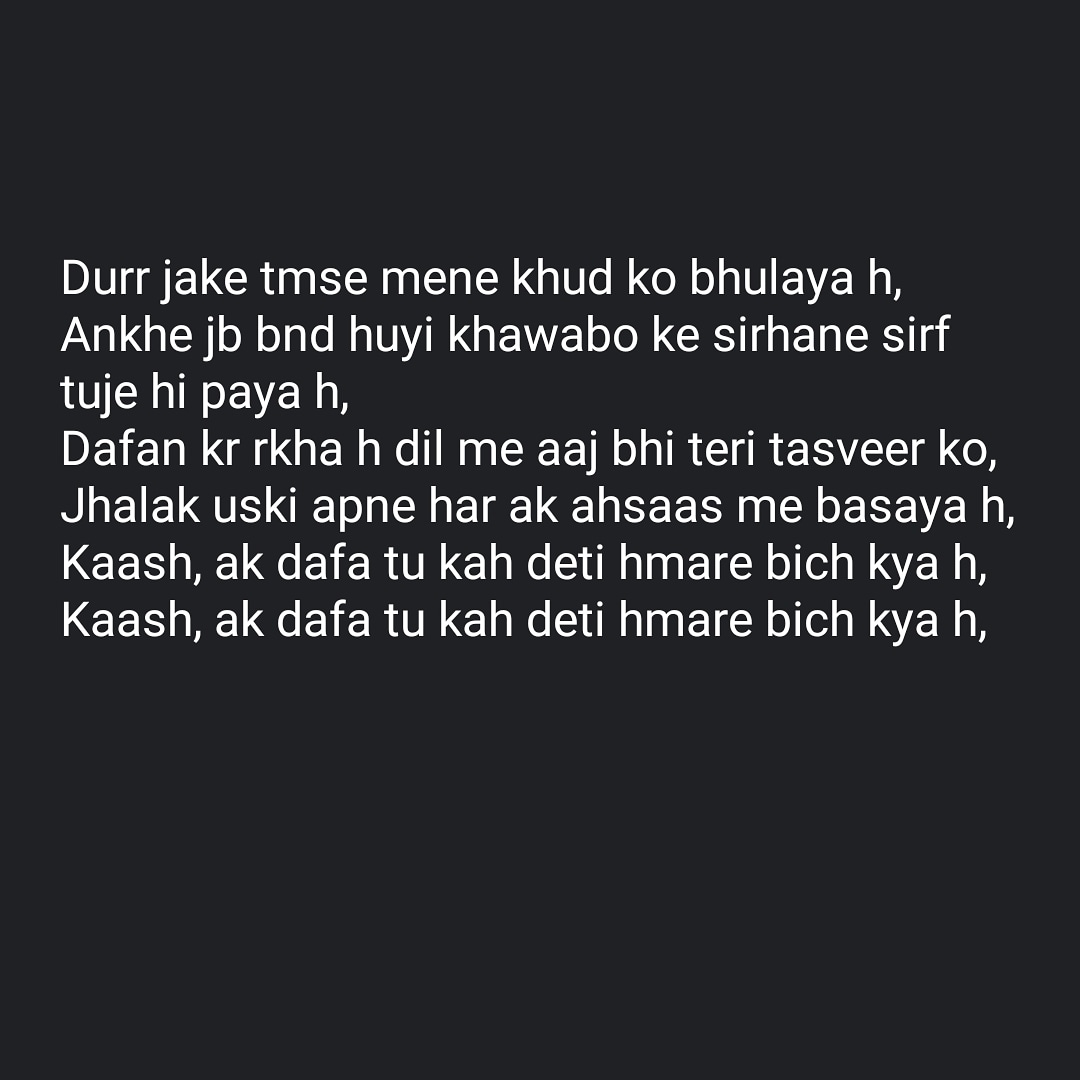 Durr jake tmse mene khud ko bhulaya h,
Ankhe jb bnd huyi khawabo ke sirhane sirf
tuje hi paya h,
Dafan kr rkha h dil me aaj bhi teri tasveer ko,
Jhalak uski apne har ak ahsaas me basaya h,
Kaash, ak dafa tu kah deti hmare bich kya h,
Kaash, ak dafa tu kah deti hmare bich kya h,